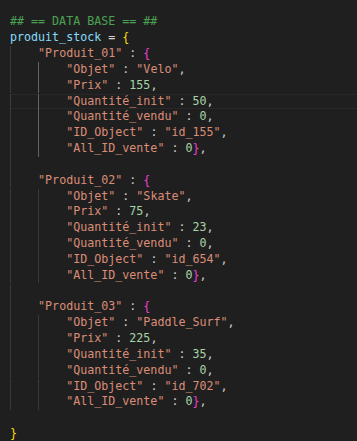 ## == DATA BASE == ##
produit_stock = {
"Produit_01" : {
"Objet" : "Velo",
"Prix" : 155,
"Quantité_init" : 50,
"Quantité_vendu" : 0,
"ID_Object" : "id_155",
"All_ID_vente" : 0},
"Produit_02" : {
"Objet" : "Skate",
"Prix" : 75,
"Quantité_init" : 23,
"Quantité_vendu" : 0,
"ID_Object" : "id_654",
"All_ID_vente" : 0},
"Produit_03" : {
"Objet" : "Paddle_Surf",
"Prix" : 225,
"Quantité_init" : 35,
"Quantité_vendu" : 0,
"ID_Object" : "id_702",
"All_ID_vente" : 0},
}